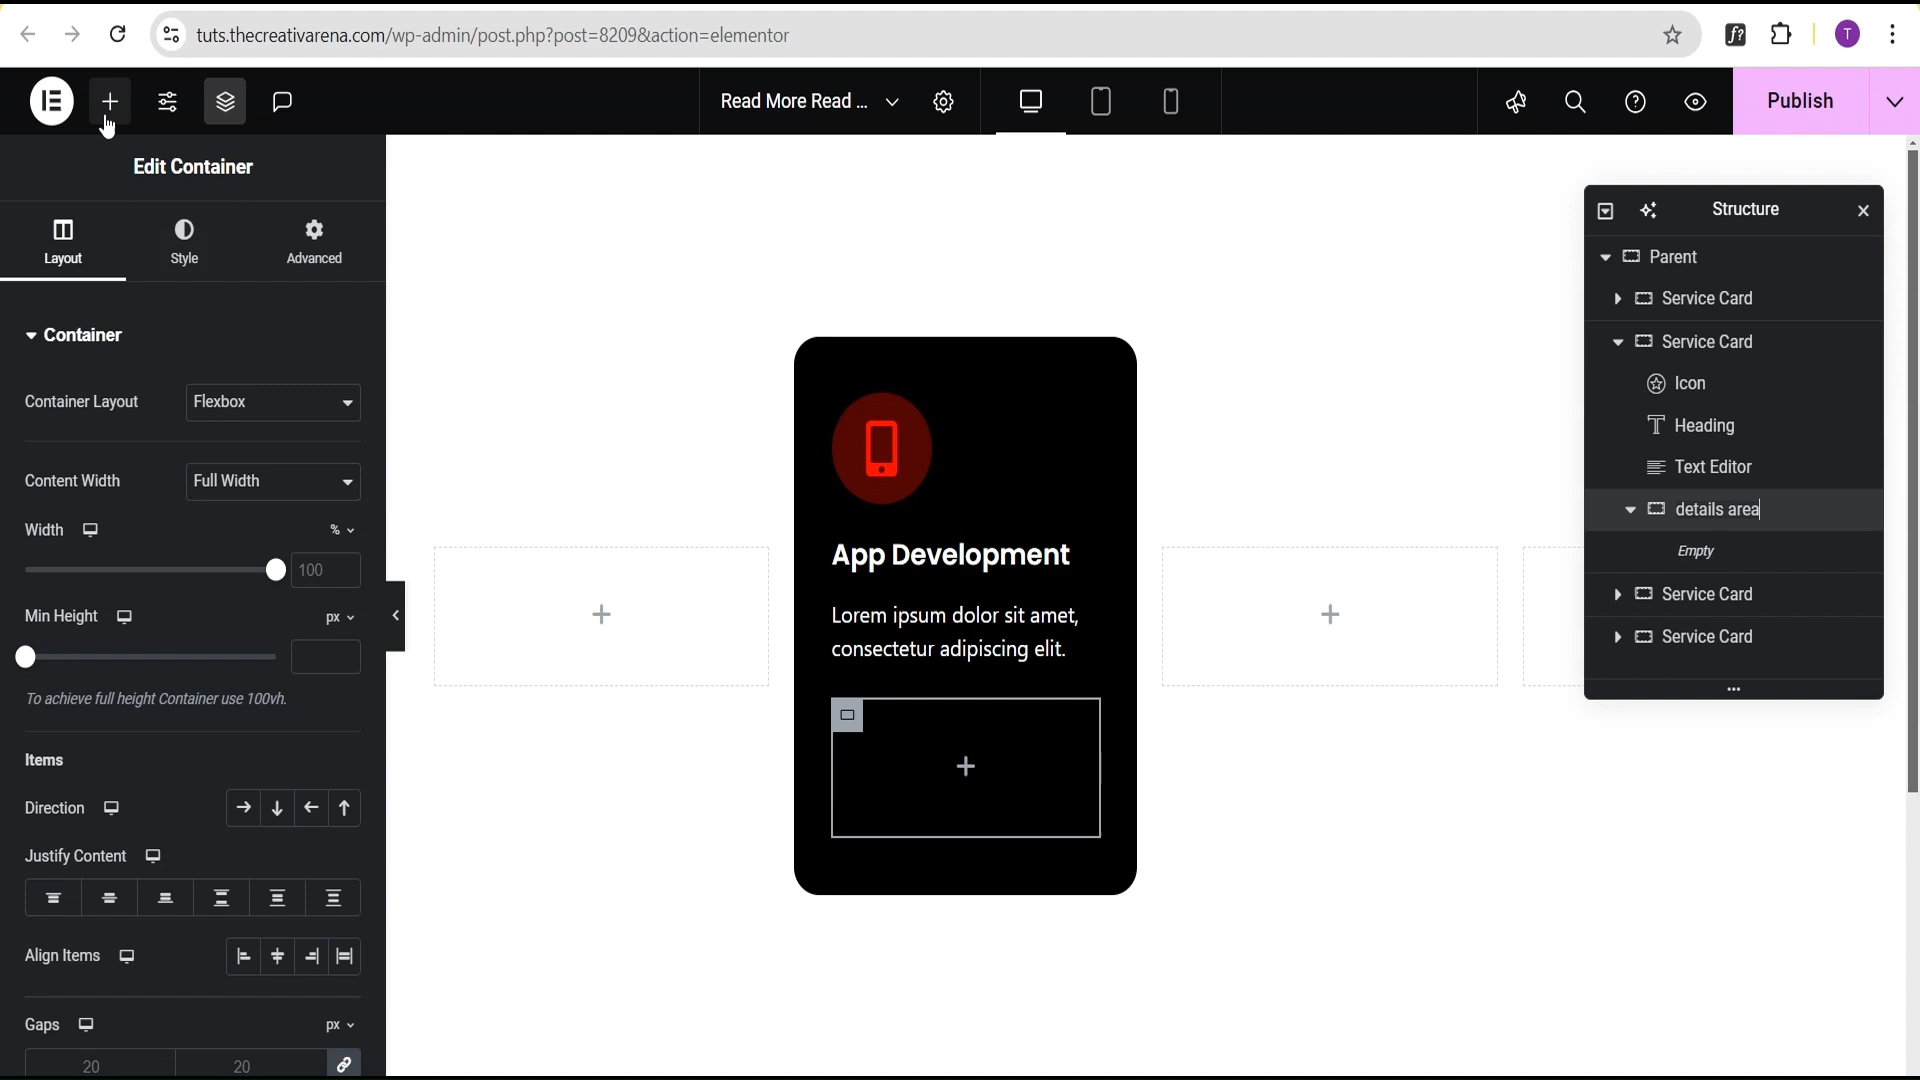 tuts.thecreativarena.com/wp-admin/post.php?post=8209&action=elementor
T
Read More Read ...
Publish
Edit Container
Layout
Style
Advanced
Container
Container Layout
Flexbox
Content Width
Full Width
Width
%
100
Min Height
px
To achieve full height Container use 100vh.
Items
Direction
Justify Content
Align Items
Gaps
px
20
20
App Development
Lorem ipsum dolor sit amet,
consectetur adipiscing elit.
Structure
Parent
Service Card
Service Card
Icon
Heading
Text Editor
details area
Empty
Service Card
Service Card